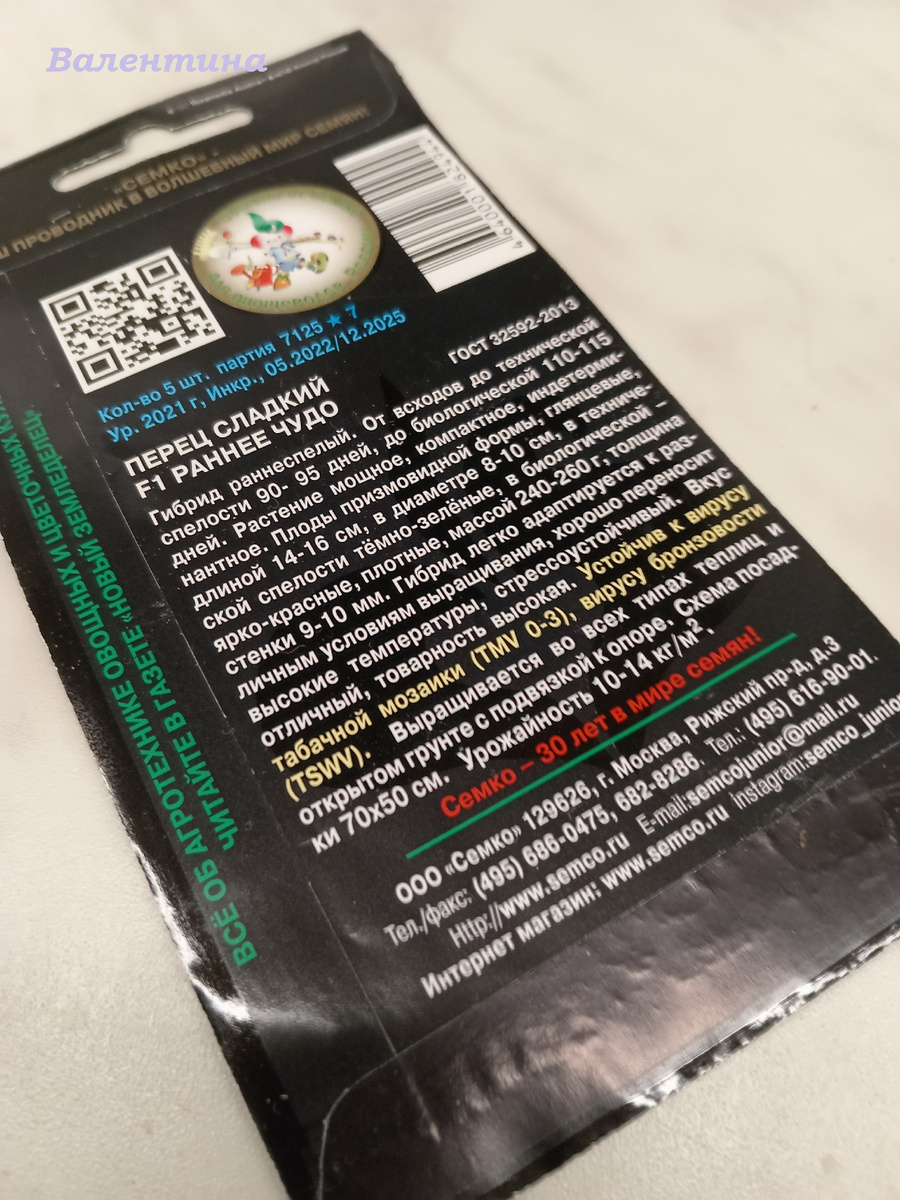 Валентина
«СЕМКО» -
Ш ПРОВОДНИК В ВОЛШЕБНЫЙ МИР СЕМЯН!
Кол-во 5 шт. партия 7125 ★ 7
Ур. 2021 г, Инкр., 05.2022/12.2025
ГОСТ 32592-2013
ПЕРЕЦ СЛАДКИЙ
F1 РАННЕЕ ЧУДО
Гибрид раннеспелый. От всходов до технической
спелости 90- 95 дней, до биологической 110-115
дней. Растение мощное, компактное, индетерми-
нантное. Плоды призмовидной формы, глянцевые,
длиной 14-16 см, в диаметре 8-10 см, в техниче-
ской спелости тёмно-зелёные, в биологической –
ярко-красные, плотные, массой 240-260 г, толщина
стенки 9-10 мм. Гибрид легко адаптируется к раз-
личным условиям выращивания, хорошо переносит
высокие температуры, стрессоустойчивый. Вкус
отличный, товарность высокая. Устойчив к вирусу
табачной мозаики (TMV 0-3), вирусу бронзовости
(TSWV). Выращивается во всех типах теплиц и
открытом грунте с подвязкой к опоре. Схема посад-
ки 70х50 см. Урожайность 10-14 кг/м².
Семко – 30 лет в мире семян!
ООО «Семко» 129626, г. Москва, Рижский пр-д, д.3
Тел./факс: (495) 686-0475, 682-8286. Тел.: (495) 616-90-01.
Http://www.semco.ru E-mail:semcojunior@mail.ru
Интернет магазин: www.semco.ru instagram:semco_junior
ВСЁ ОБ АГРОТЕХНИКЕ ОВОЩНЫХ И ЦВЕТОЧНЫХ
ЧИТАЙТЕ В ГАЗЕТЕ «НОВЫЙ ЗЕМЛЕДЕЛЕЦ».